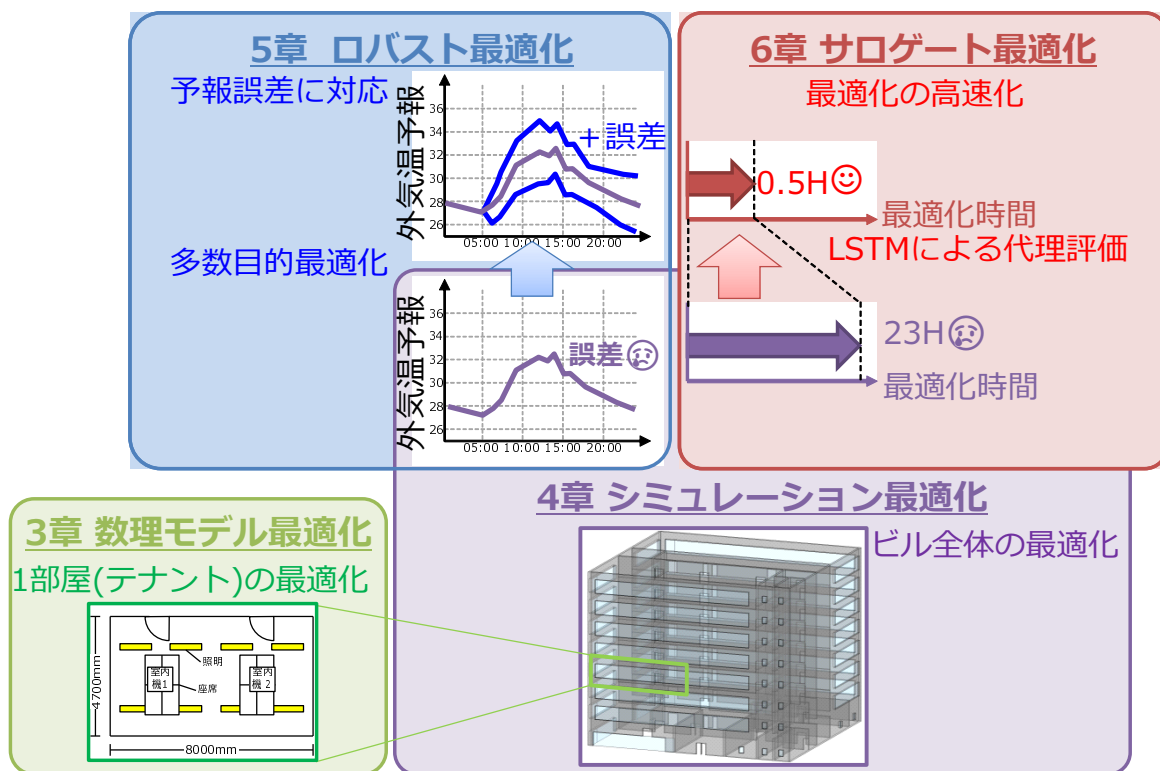 5章 ロバスト最適化
予報誤差に対応
多数目的最適化
外気温予報
36
34
32
30
28
26
05:00 10:00 15:00 20:00
＋誤差
外気温予報
36
34
32
30
28
26
05:00 10:00 15:00 20:00
誤差
6章 サロゲート最適化
最適化の高速化
0.5H
最適化時間
LSTMによる代理評価
23H
最適化時間
4章 シミュレーション最適化
ビル全体の最適化
3章 数理モデル最適化
1部屋(テナント)の最適化
照明
室内
機1
座席
室内
機 2
4700mm
8000mm